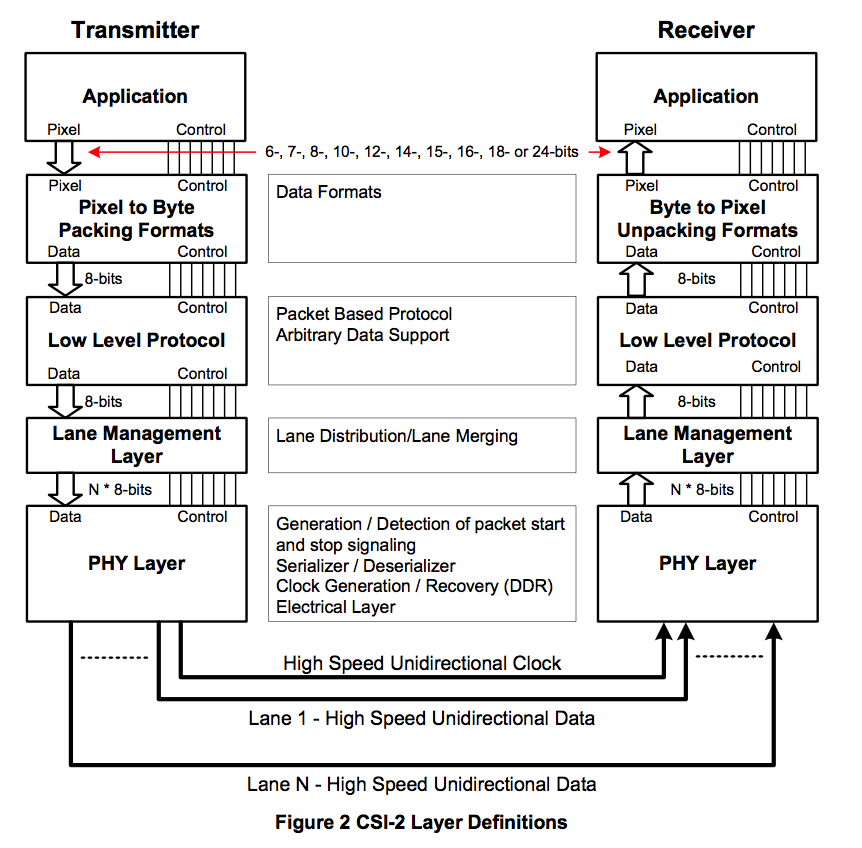 Transmitter
Receiver
Application
Pixel
Control
Application
Pixel
Control
6-, 7-, 8-, 10-, 12-, 14-, 15-, 16-, 18- or 24-bits
Pixel
Control
Pixel to Byte
Packing Formats
Data
Control
Data Formats
Pixel
Control
Byte to Pixel
Unpacking Formats
Data
Control
8-bits
8-bits
Data
Control
Low Level Protocol
Data
Control
Packet Based Protocol
Arbitrary Data Support
Data
Control
Low Level Protocol
Data
Control
8-bits
8-bits
Lane Management
Layer
Lane Distribution/Lane Merging
Lane Management
Layer
N * 8-bits
N * 8-bits
Data
Control
PHY Layer
Generation / Detection of packet start
and stop signaling
Serializer / Deserializer
Clock Generation / Recovery (DDR)
Electrical Layer
Data
Control
PHY Layer
High Speed Unidirectional Clock
Lane 1 - High Speed Unidirectional Data
Lane N - High Speed Unidirectional Data
Figure 2 CSI-2 Layer Definitions